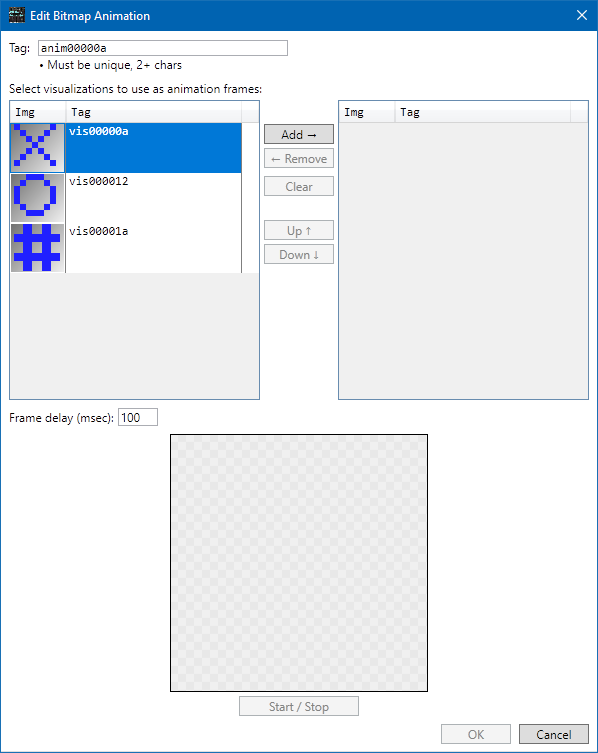 Edit Bitmap Animation
Tag: anim00000a
• Must be unique, 2+ chars
Select visualizations to use as animation frames:
Img Tag
Img Tag
vis00000a
vis000012
vis00001a
Add →
← Remove
Clear
Up ↑
Down ↓
Frame delay (msec): 100
Start / Stop
OK Cancel